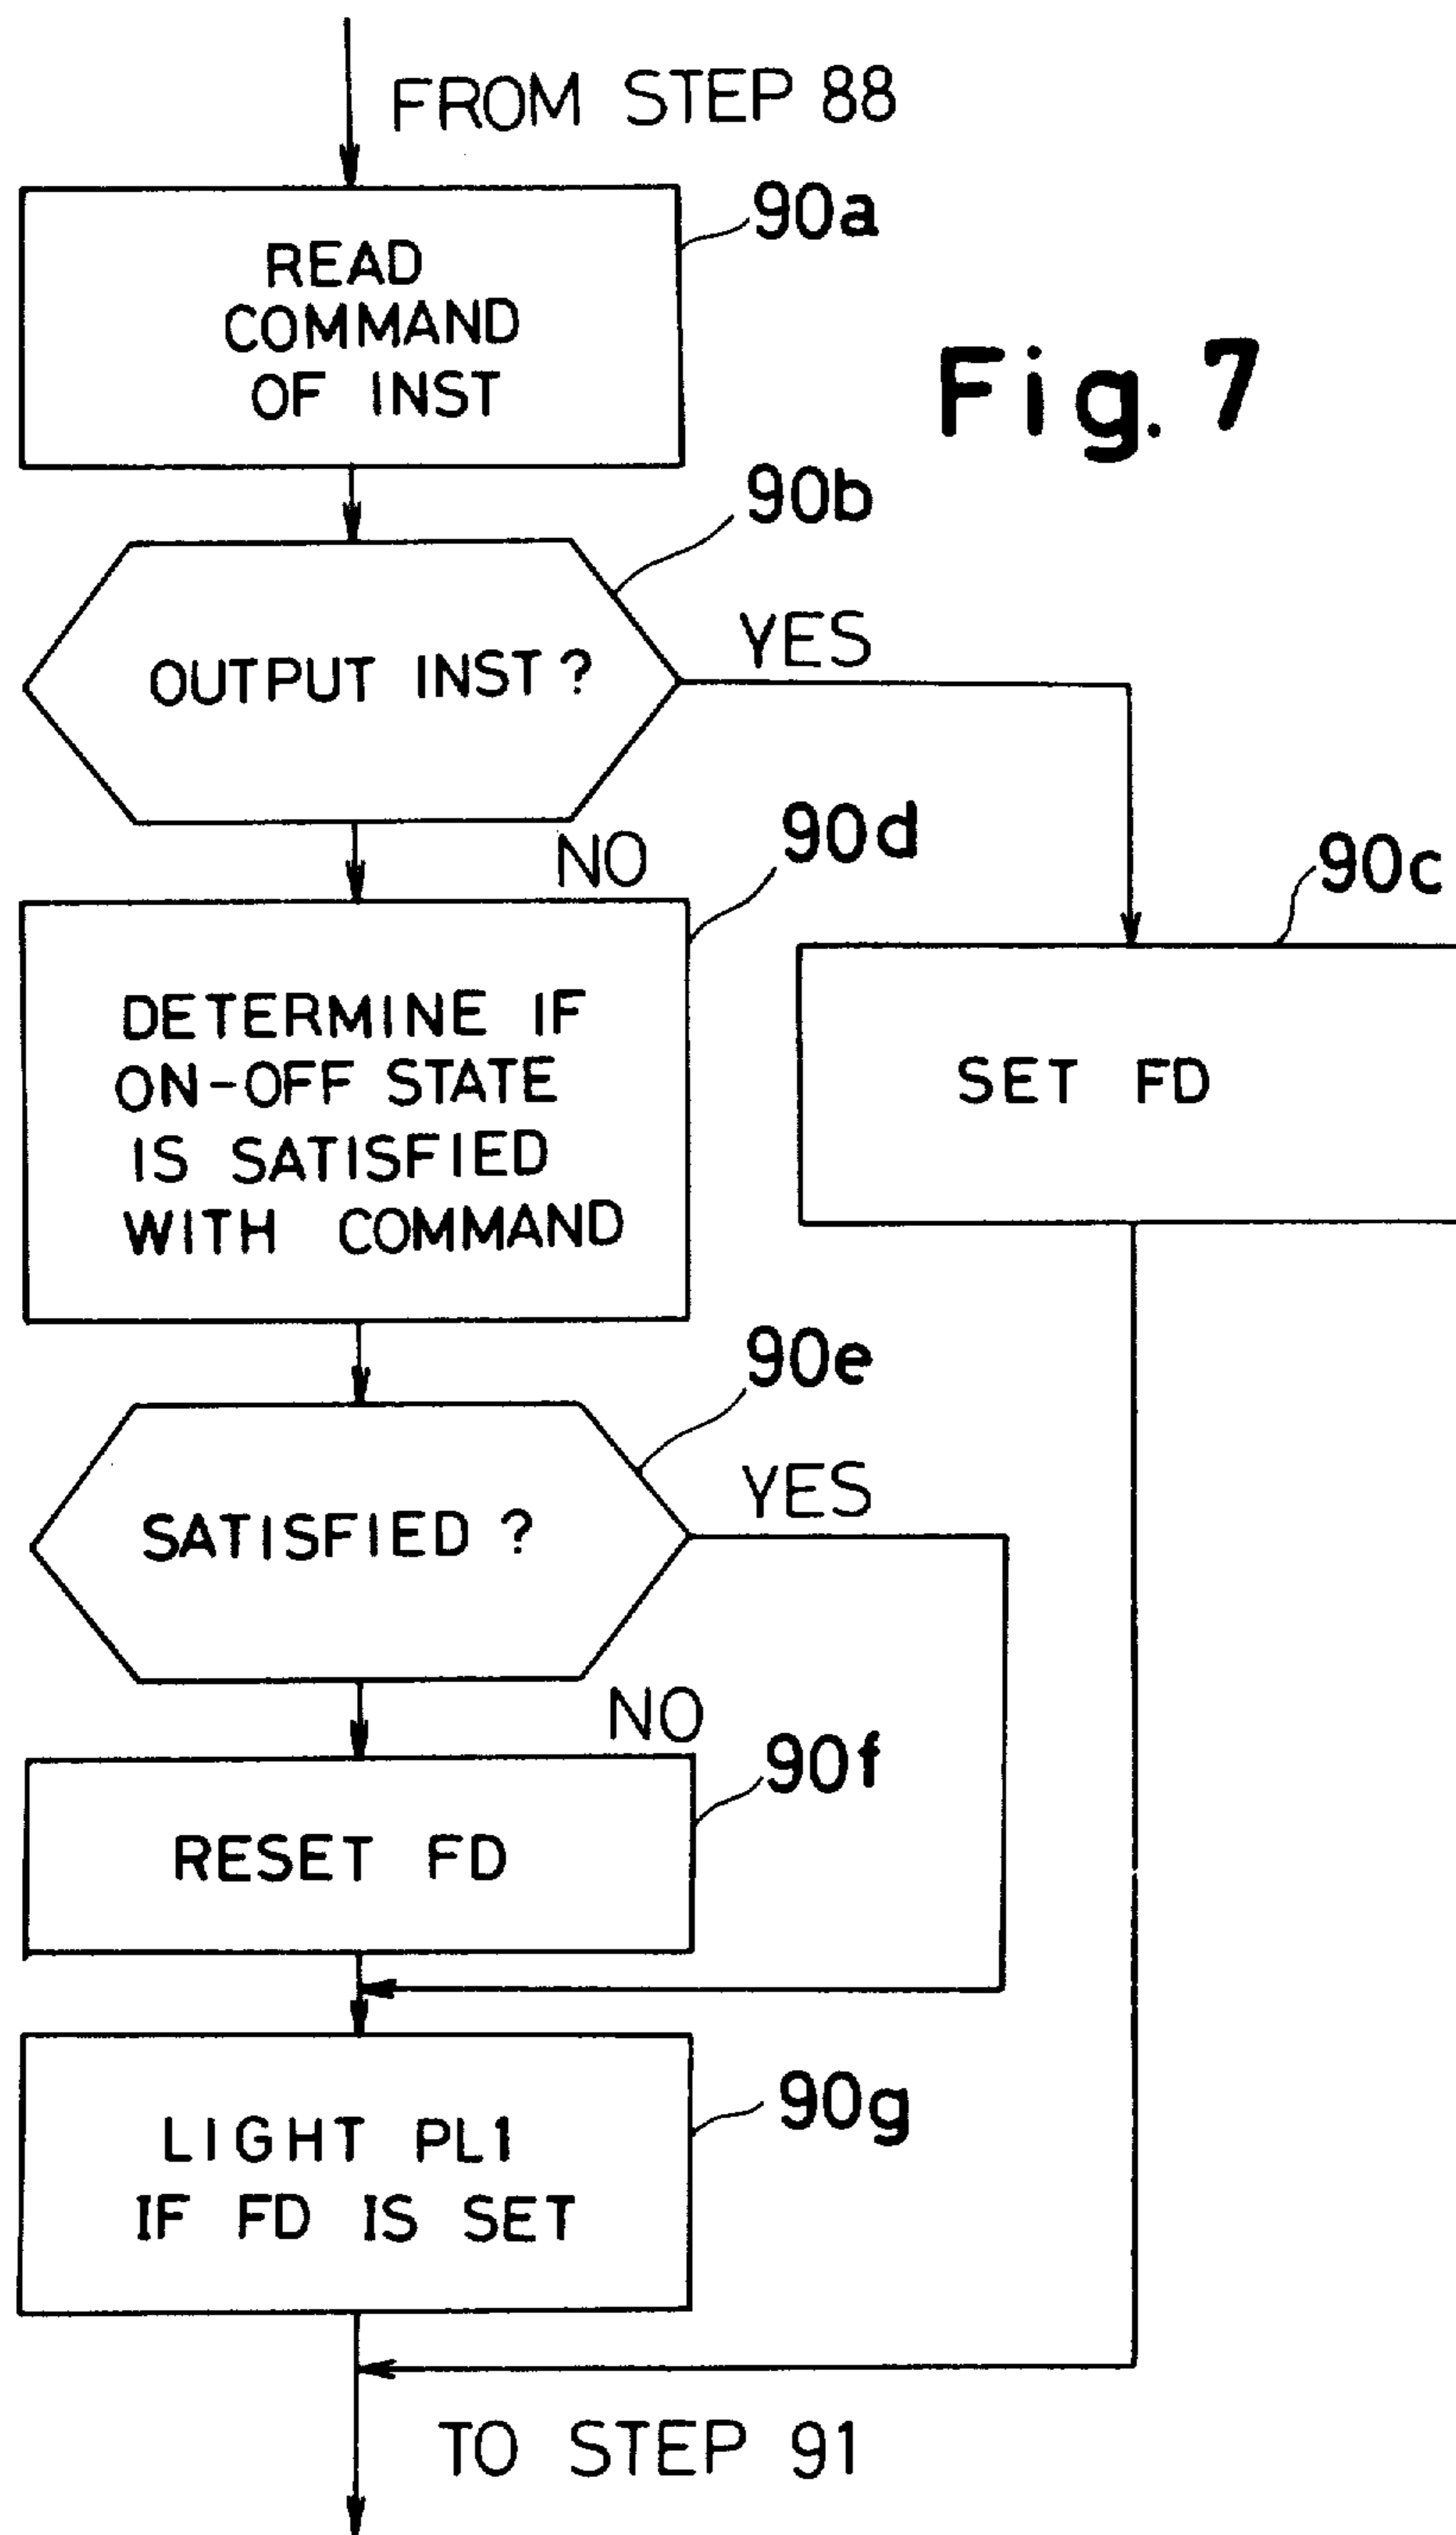 FROM STEP 88
90a
READ
COMMAND
OF INST
Fig. 7
90b
OUTPUT INST ?
YES
NO
90d
90c
DETERMINE IF
ON-OFF STATE
IS SATISFIED
WITH COMMAND
SET FD
90e
SATISFIED ?
YES
NO
90f
RESET FD
90g
LIGHT PL1
IF FD IS SET
TO STEP 91